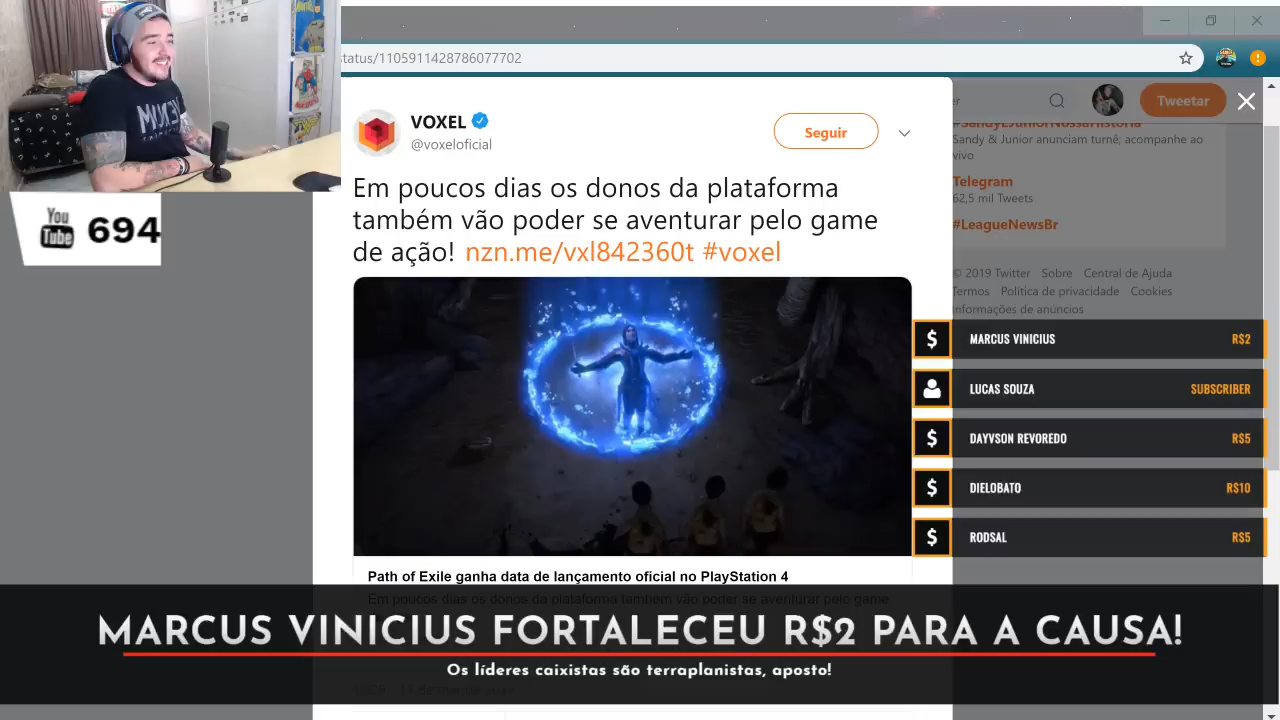 status/1105911428786077702
VOXEL
@voxeloficial
Seguir
Em poucos dias os donos da plataforma
também vão poder se aventurar pelo game
de ação! nzn.me/vxl842360t #voxel
Path of Exile ganha data de lançamento oficial no PlayStation 4
Em poucos dias os donos da plataforma também vão poder se aventurar pelo game
You
Tube
694
er
Tweetar
#SandyEJuniorNossaHistoria
Sandy & Junior anunciam turnê; acompanhe ao
vivo
Telegram
62,5 mil Tweets
#LeagueNewsBr
© 2019 Twitter Sobre Central de Ajuda
Termos Política de privacidade Cookies
Informações de anúncios
$ MARCUS VINICIUS R$2
LUCAS SOUZA SUBSCRIBER
$ DAYVSON REVOREDO R$5
$ DIELOBATO R$10
$ RODSAL R$5
MARCUS VINICIUS FORTALECEU R$2 PARA A CAUSA!
Os líderes caixistas são terraplanistas, aposto!